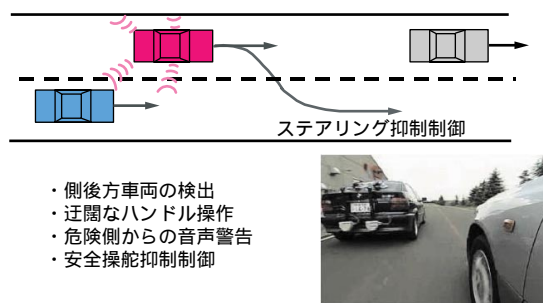 ステアリング抑制制御
・側後方車両の検出
・迂闊なハンドル操作
・危険側からの音声警告
・安全操舵抑制制御